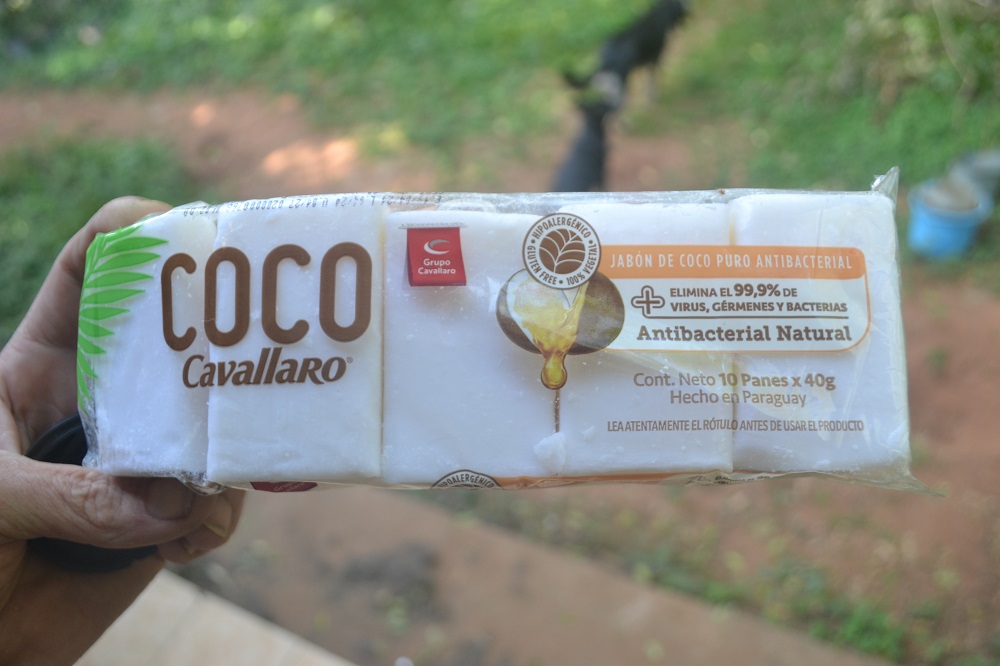 COCO
Cavallaro®
Grupo
Cavallaro
HIPOALERGÉNICO
GLUTEN FREE • 100% VEGETAL
JABÓN DE COCO PURO ANTIBACTERIAL
ELIMINA EL 99,9% DE
VIRUS, GÉRMENES Y BACTERIAS
Antibacterial Natural
Cont. Neto 10 Panes x 40g
Hecho en Paraguay
LEA ATENTAMENTE EL RÓTULO ANTES DE USAR EL PRODUCTO
HIPOALERGÉNICO